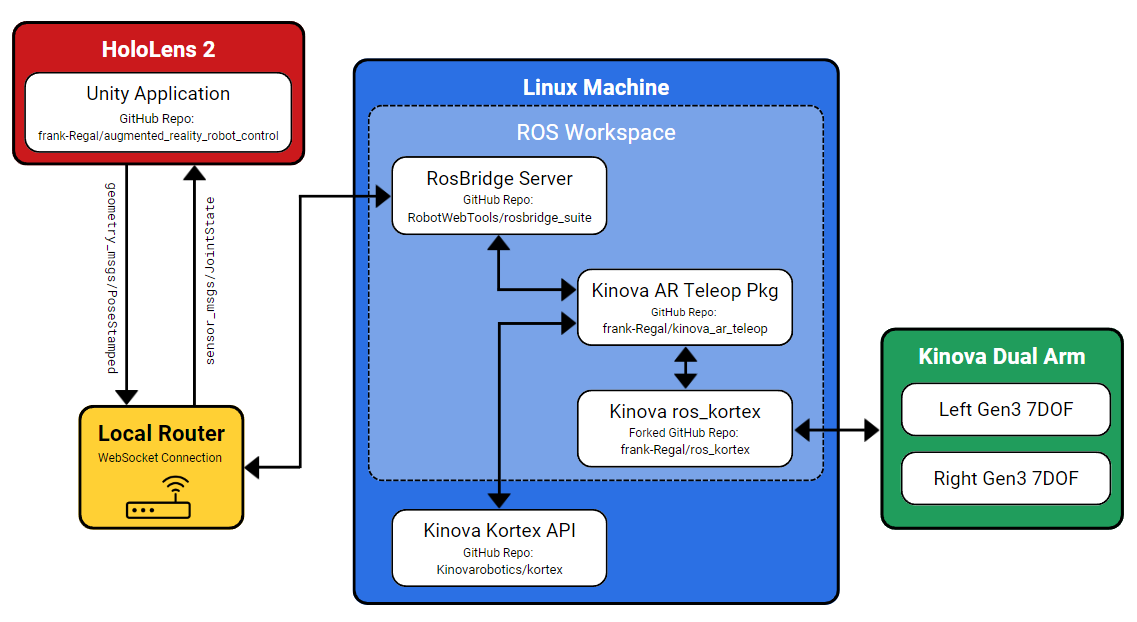 HoloLens 2
Unity Application
GitHub Repo:
frank-Regal/augmented_reality_robot_control
geometry_msgs/PoseStamped
sensor_msgs/JointState
Local Router
WebSocket Connection
Linux Machine
ROS Workspace
RosBridge Server
GitHub Repo:
RobotWebTools/rosbridge_suite
Kinova AR Teleop Pkg
GitHub Repo:
frank-Regal/kinova_ar_teleop
Kinova ros_kortex
Forked GitHub Repo:
frank-Regal/ros_kortex
Kinova Kortex API
GitHub Repo:
Kinovarobotics/kortex
Kinova Dual Arm
Left Gen3 7DOF
Right Gen3 7DOF